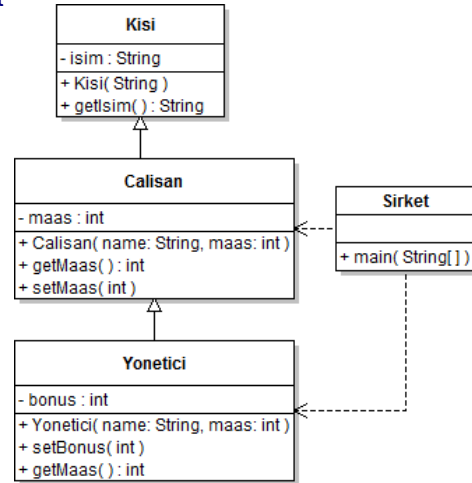 Kisi
- isim : String
+ Kisi( String )
+ getIsim( ) : String
Calisan
- maas : int
+ Calisan( name: String, maas: int )
+ getMaas( ) : int
+ setMaas( int )
Sirket
+ main( String[ ] )
Yonetici
- bonus : int
+ Yonetici( name: String, maas: int )
+ setBonus( int )
+ getMaas( ) : int